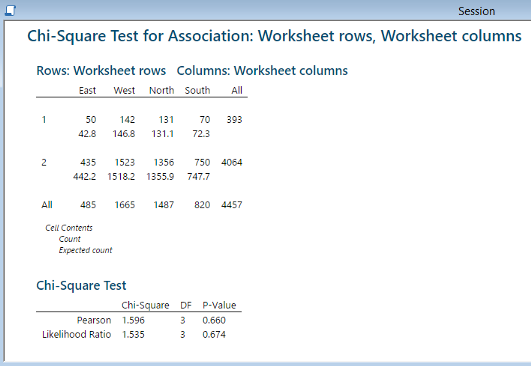 Session
Chi-Square Test for Association: Worksheet rows, Worksheet columns
Rows: Worksheet rows Columns: Worksheet columns
East West North South All
1 50 142 131 70 393
42.8 146.8 131.1 72.3
2 435 1523 1356 750 4064
442.2 1518.2 1355.9 747.7
All 485 1665 1487 820 4457
Cell Contents
Count
Expected count
Chi-Square Test
Chi-Square DF P-Value
Pearson 1.596 3 0.660
Likelihood Ratio 1.535 3 0.674